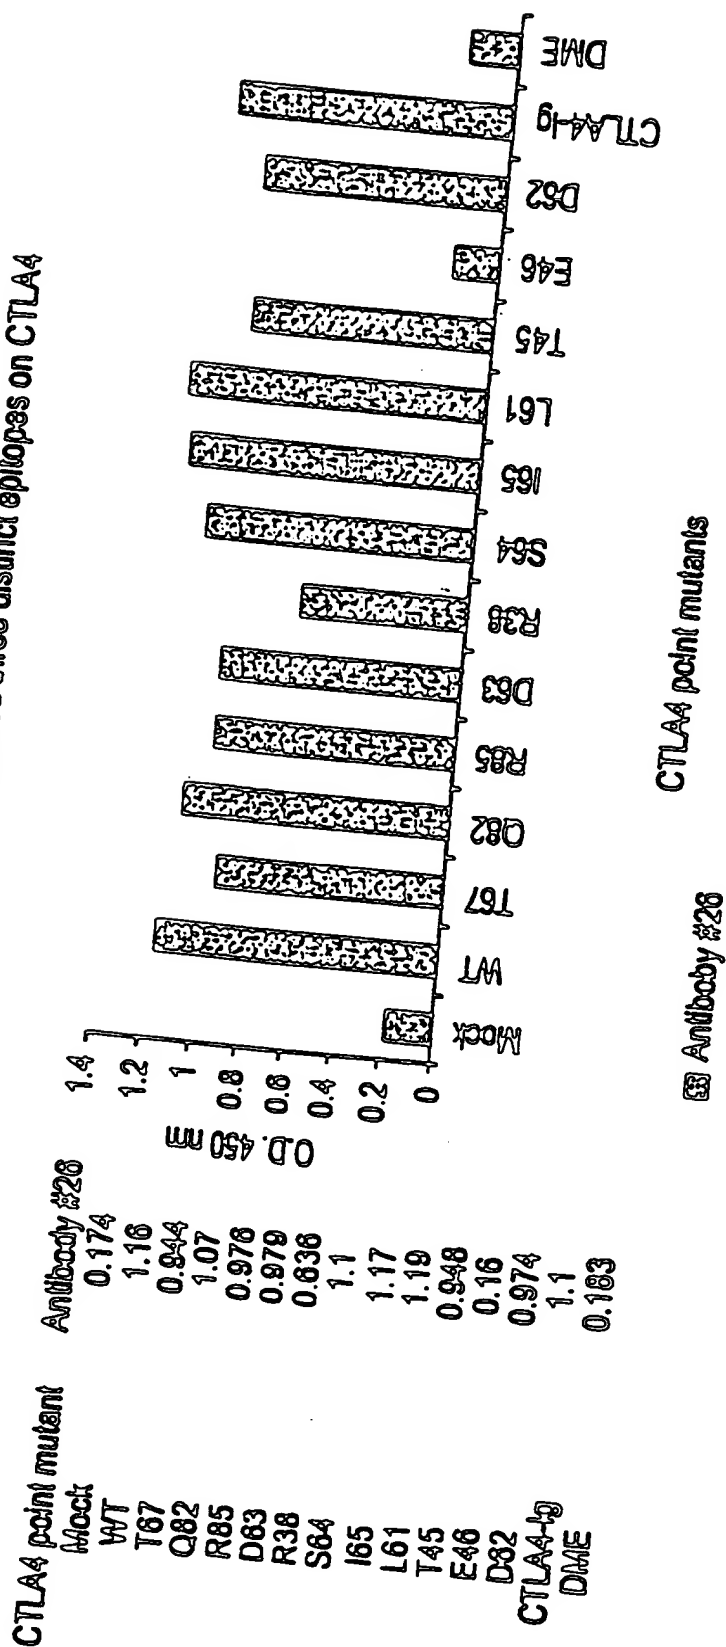 distinct epitopes on CTLA4
CTLA4 point mutant Antibody #26
Mock 0.174
WT 1.16
T67 0.944
Q82 1.07
R85 0.976
D63 0.979
R38 0.636
S64 1.1
I65 1.17
L61 1.19
T45 0.948
E46 0.16
D62 0.974
CTLA4-Ig 1.1
DME 0.183
O.D. 450 nm
1.4
1.2
1
0.8
0.6
0.4
0.2
0
Mock
WT
T67
Q82
R85
D63
R38
S64
I65
L61
T45
E46
D62
CTLA4-Ig
DME
CTLA4 point mutants
Antiboby #26